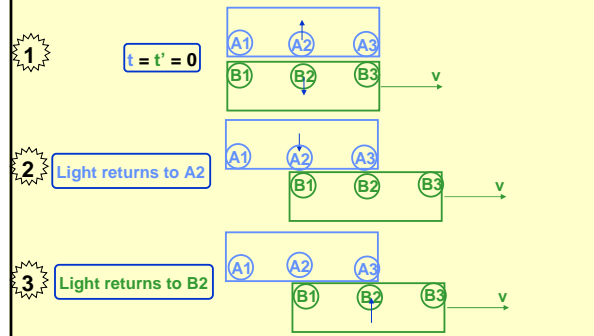 1
t = t' = 0
A1 A2 A3
B1 B2 B3
v
2
Light returns to A2
A1 A2 A3
B1 B2 B3
v
3
Light returns to B2
A1 A2 A3
B1 B2 B3
v